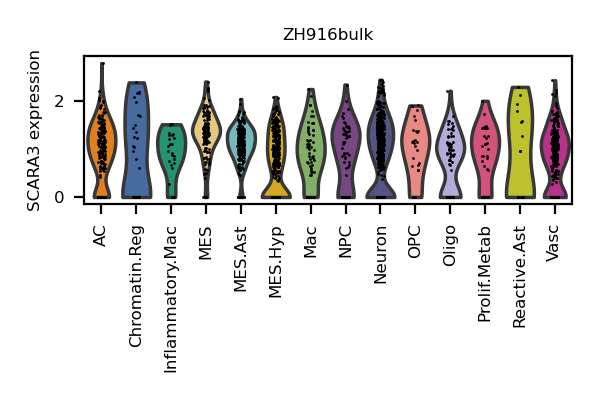 ZH916bulk
SCARA3 expression
2
0
AC
Chromatin.Reg
Inflammatory.Mac
MES
MES.Ast
MES.Hyp
Mac
NPC
Neuron
OPC
Oligo
Prolif.Metab
Reactive.Ast
Vasc